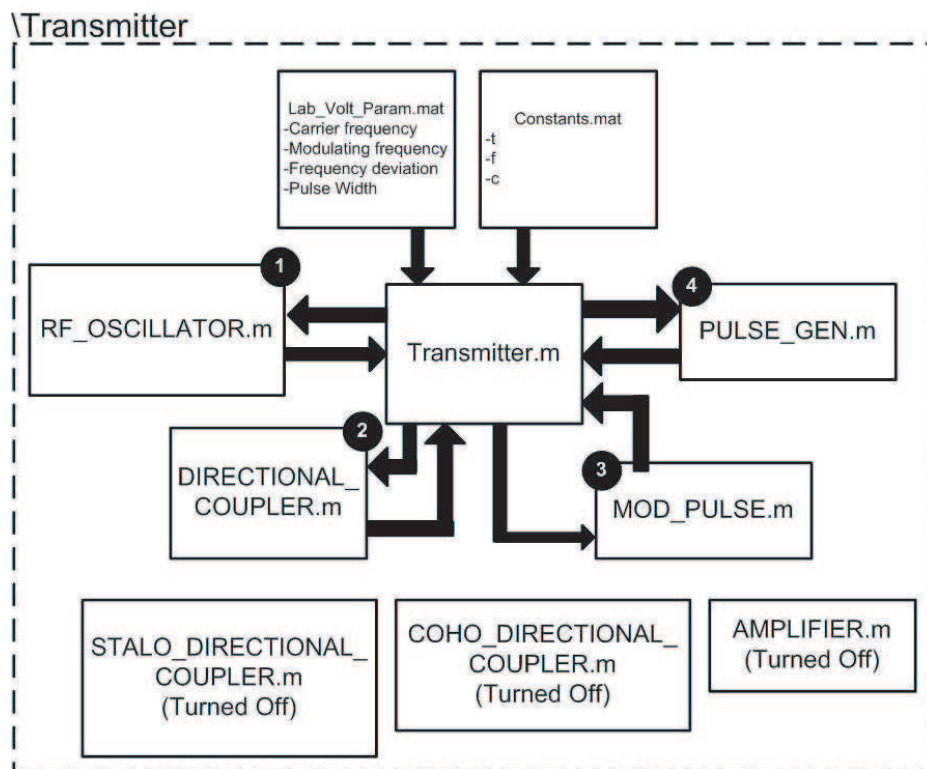 \Transmitter
Lab_Volt_Param.mat
-Carrier frequency
-Modulating frequency
-Frequency deviation
-Pulse Width
Constants.mat
-t
-f
-c
1
RF_OSCILLATOR.m
Transmitter.m
4
PULSE_GEN.m
2
DIRECTIONAL_
COUPLER.m
3
MOD_PULSE.m
STALO_DIRECTIONAL_
COUPLER.m
(Turned Off)
COHO_DIRECTIONAL_
COUPLER.m
(Turned Off)
AMPLIFIER.m
(Turned Off)